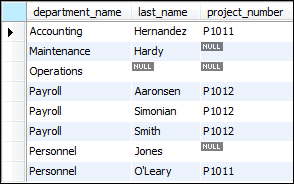 department_name last_name project_number
Accounting Hernandez P1011
Maintenance Hardy NULL
Operations NULL NULL
Payroll Aaronsen P1012
Payroll Simonian P1012
Payroll Smith P1012
Personnel Jones NULL
Personnel O'Leary P1011